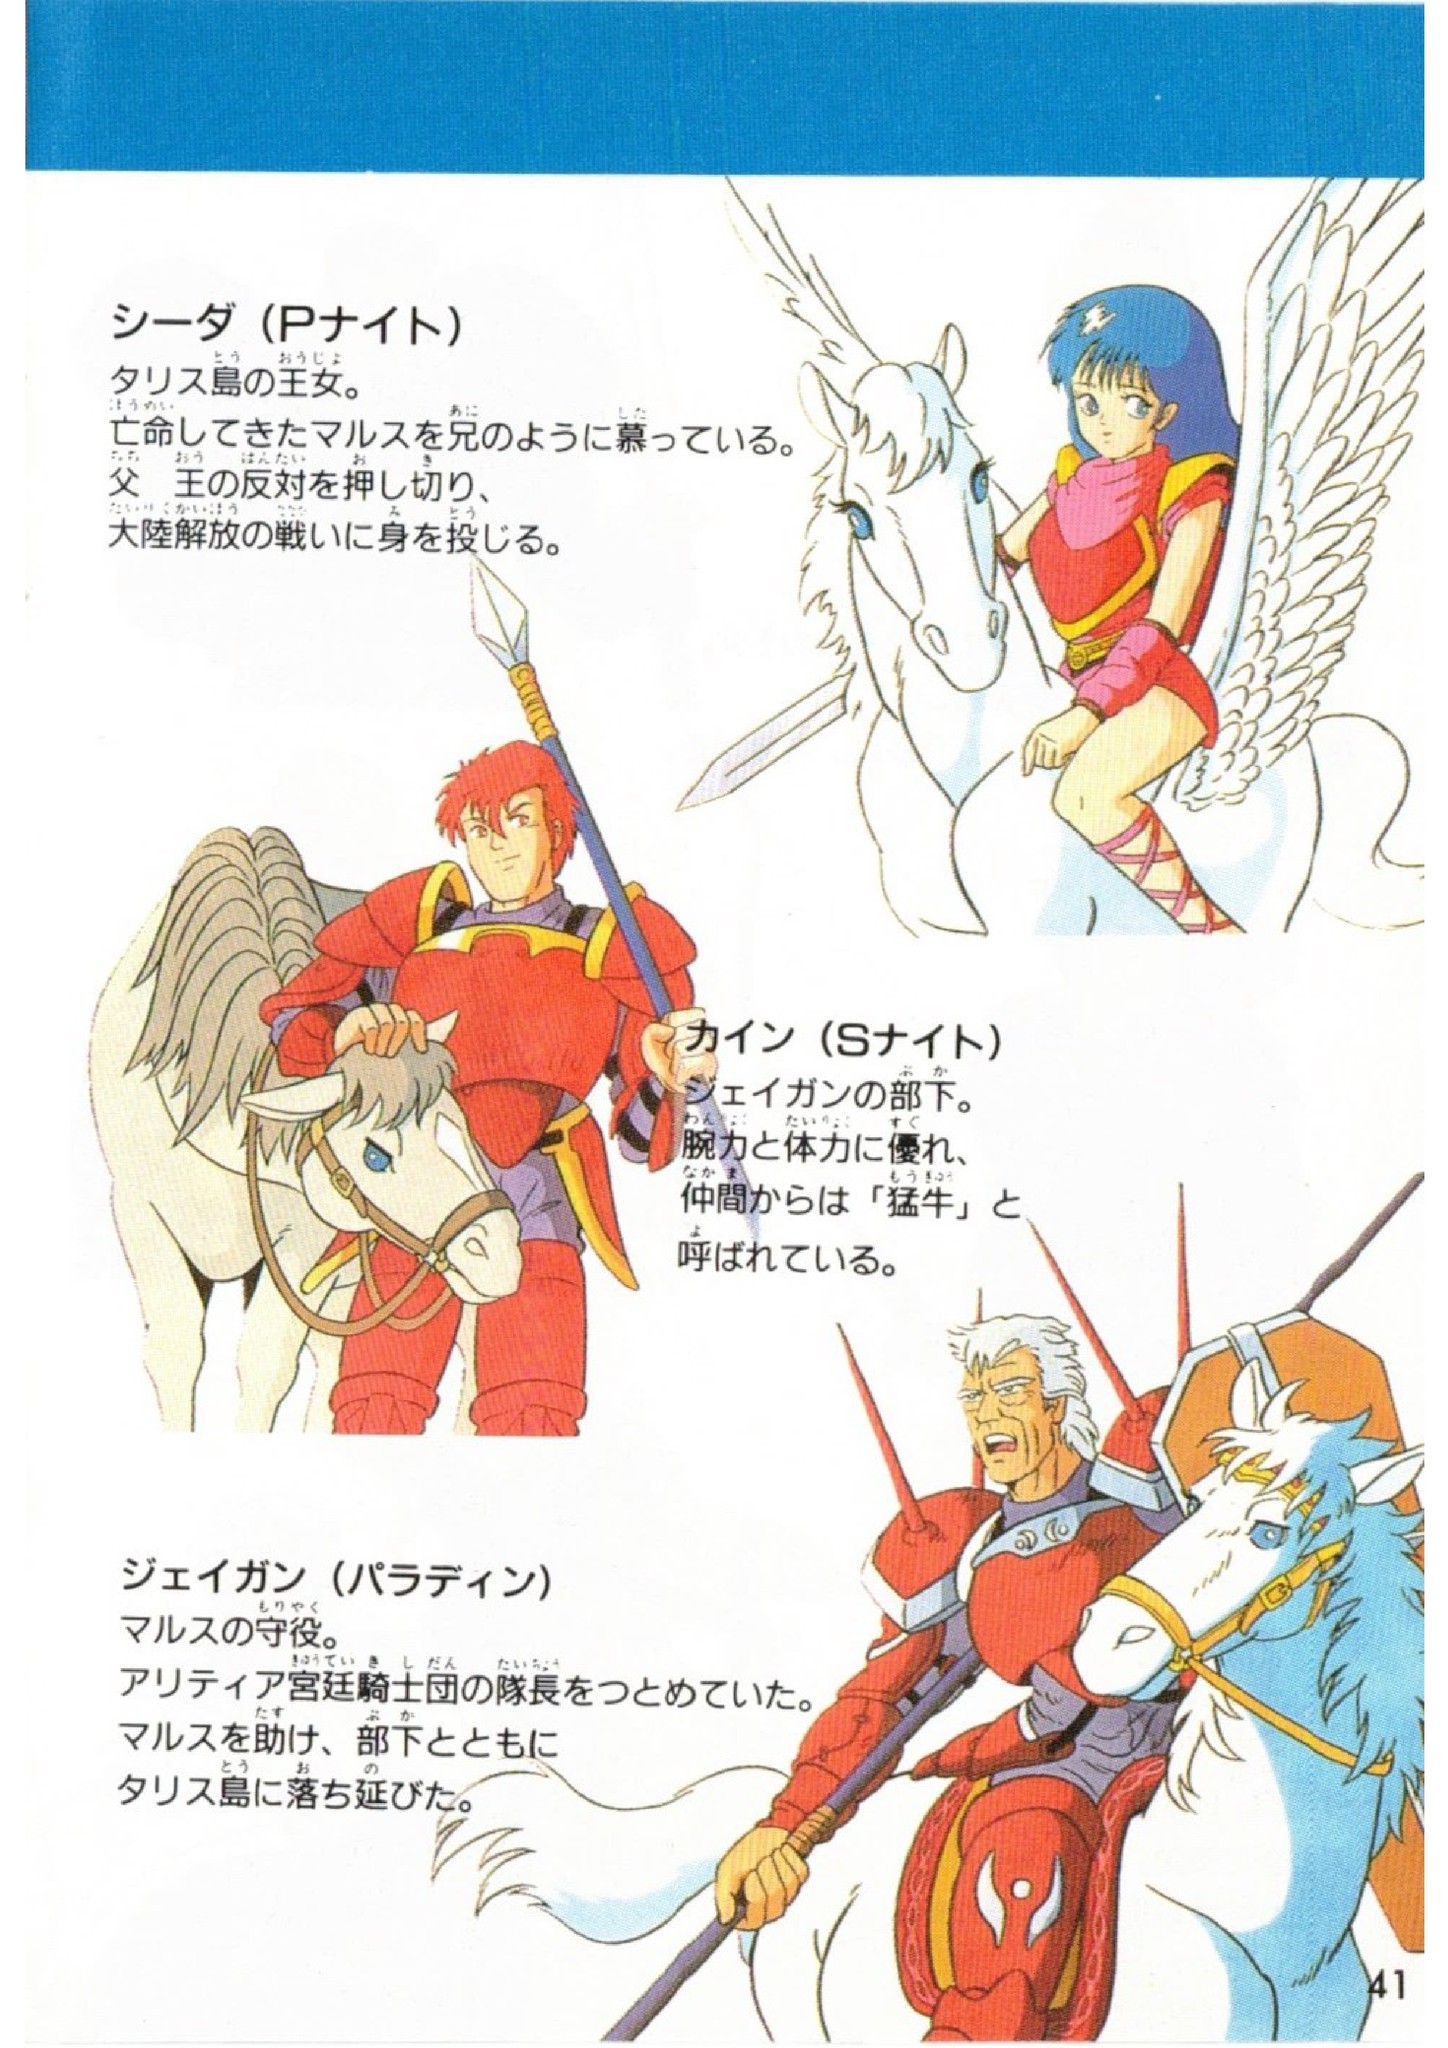 シーダ（Pナイト）
タリス島の王女。
亡命してきたマルスを兄のように慕っている。
父　王の反対を押し切り、
大陸解放の戦いに身を投じる。
カイン（Sナイト）
ジェイガンの部下。
腕力と体力に優れ、
仲間からは「猛牛」と
呼ばれている。
ジェイガン（パラディン）
マルスの守役。
アリティア宮廷騎士団の隊長をつとめていた。
マルスを助け、部下とともに
タリス島に落ち延びた。
41